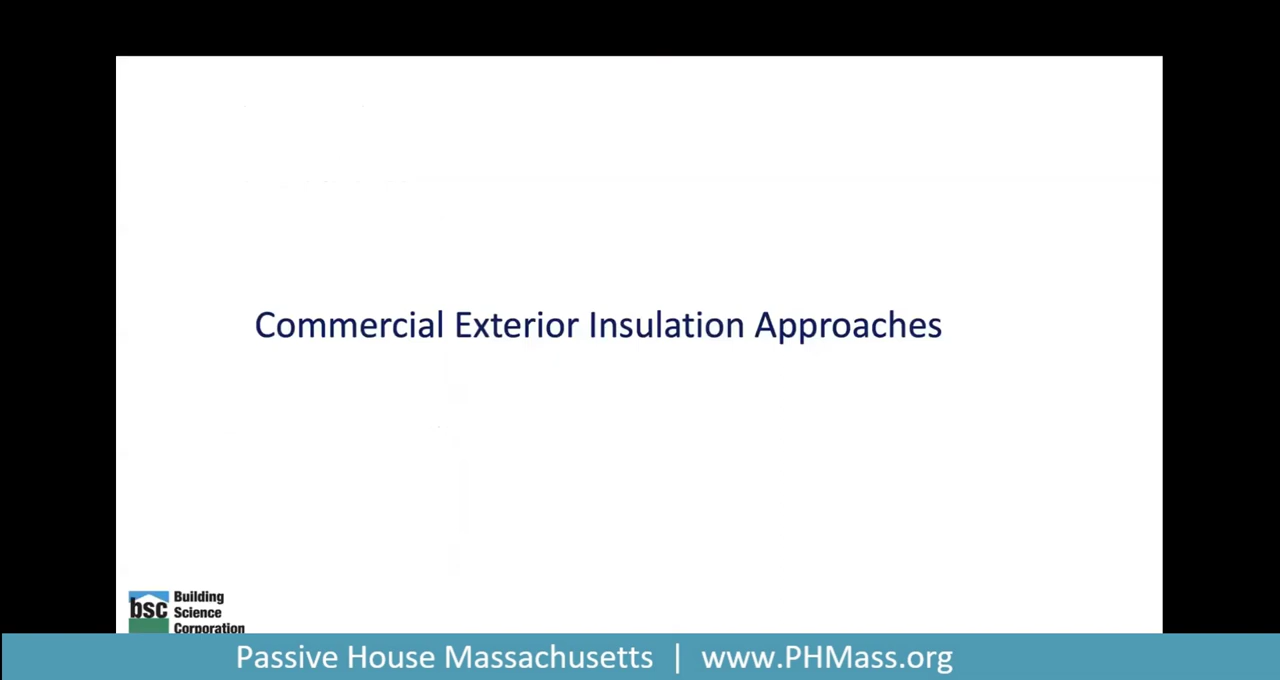 Commercial Exterior Insulation Approaches
bsc
Building
Science
Corporation
Passive House Massachusetts | www.PHMass.org